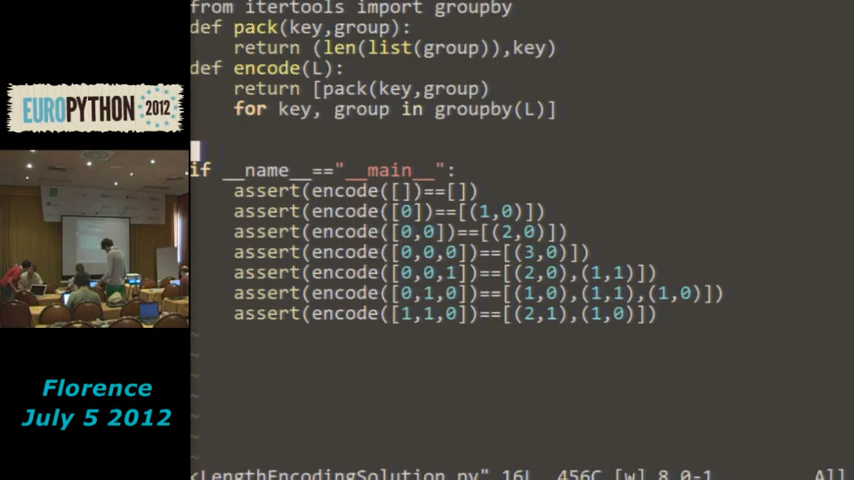 from itertools import groupby
def pack(key,group):
    return (len(list(group)),key)
def encode(L):
    return [pack(key,group)
    for key, group in groupby(L)]
if __name__=="__main__":
    assert(encode([])==[])
    assert(encode([0])==[(1,0)])
    assert(encode([0,0])==[(2,0)])
    assert(encode([0,0,0])==[(3,0)])
    assert(encode([0,0,1])==[(2,0),(1,1)])
    assert(encode([0,1,0])==[(1,0),(1,1),(1,0)])
    assert(encode([1,1,0])==[(2,1),(1,0)])
~
~
~
~
~
~
~
<LengthEncodingSolution.py" 16L, 456C [w] 8,0-1 All
EUROPYTHON 2012
Florence
July 5 2012